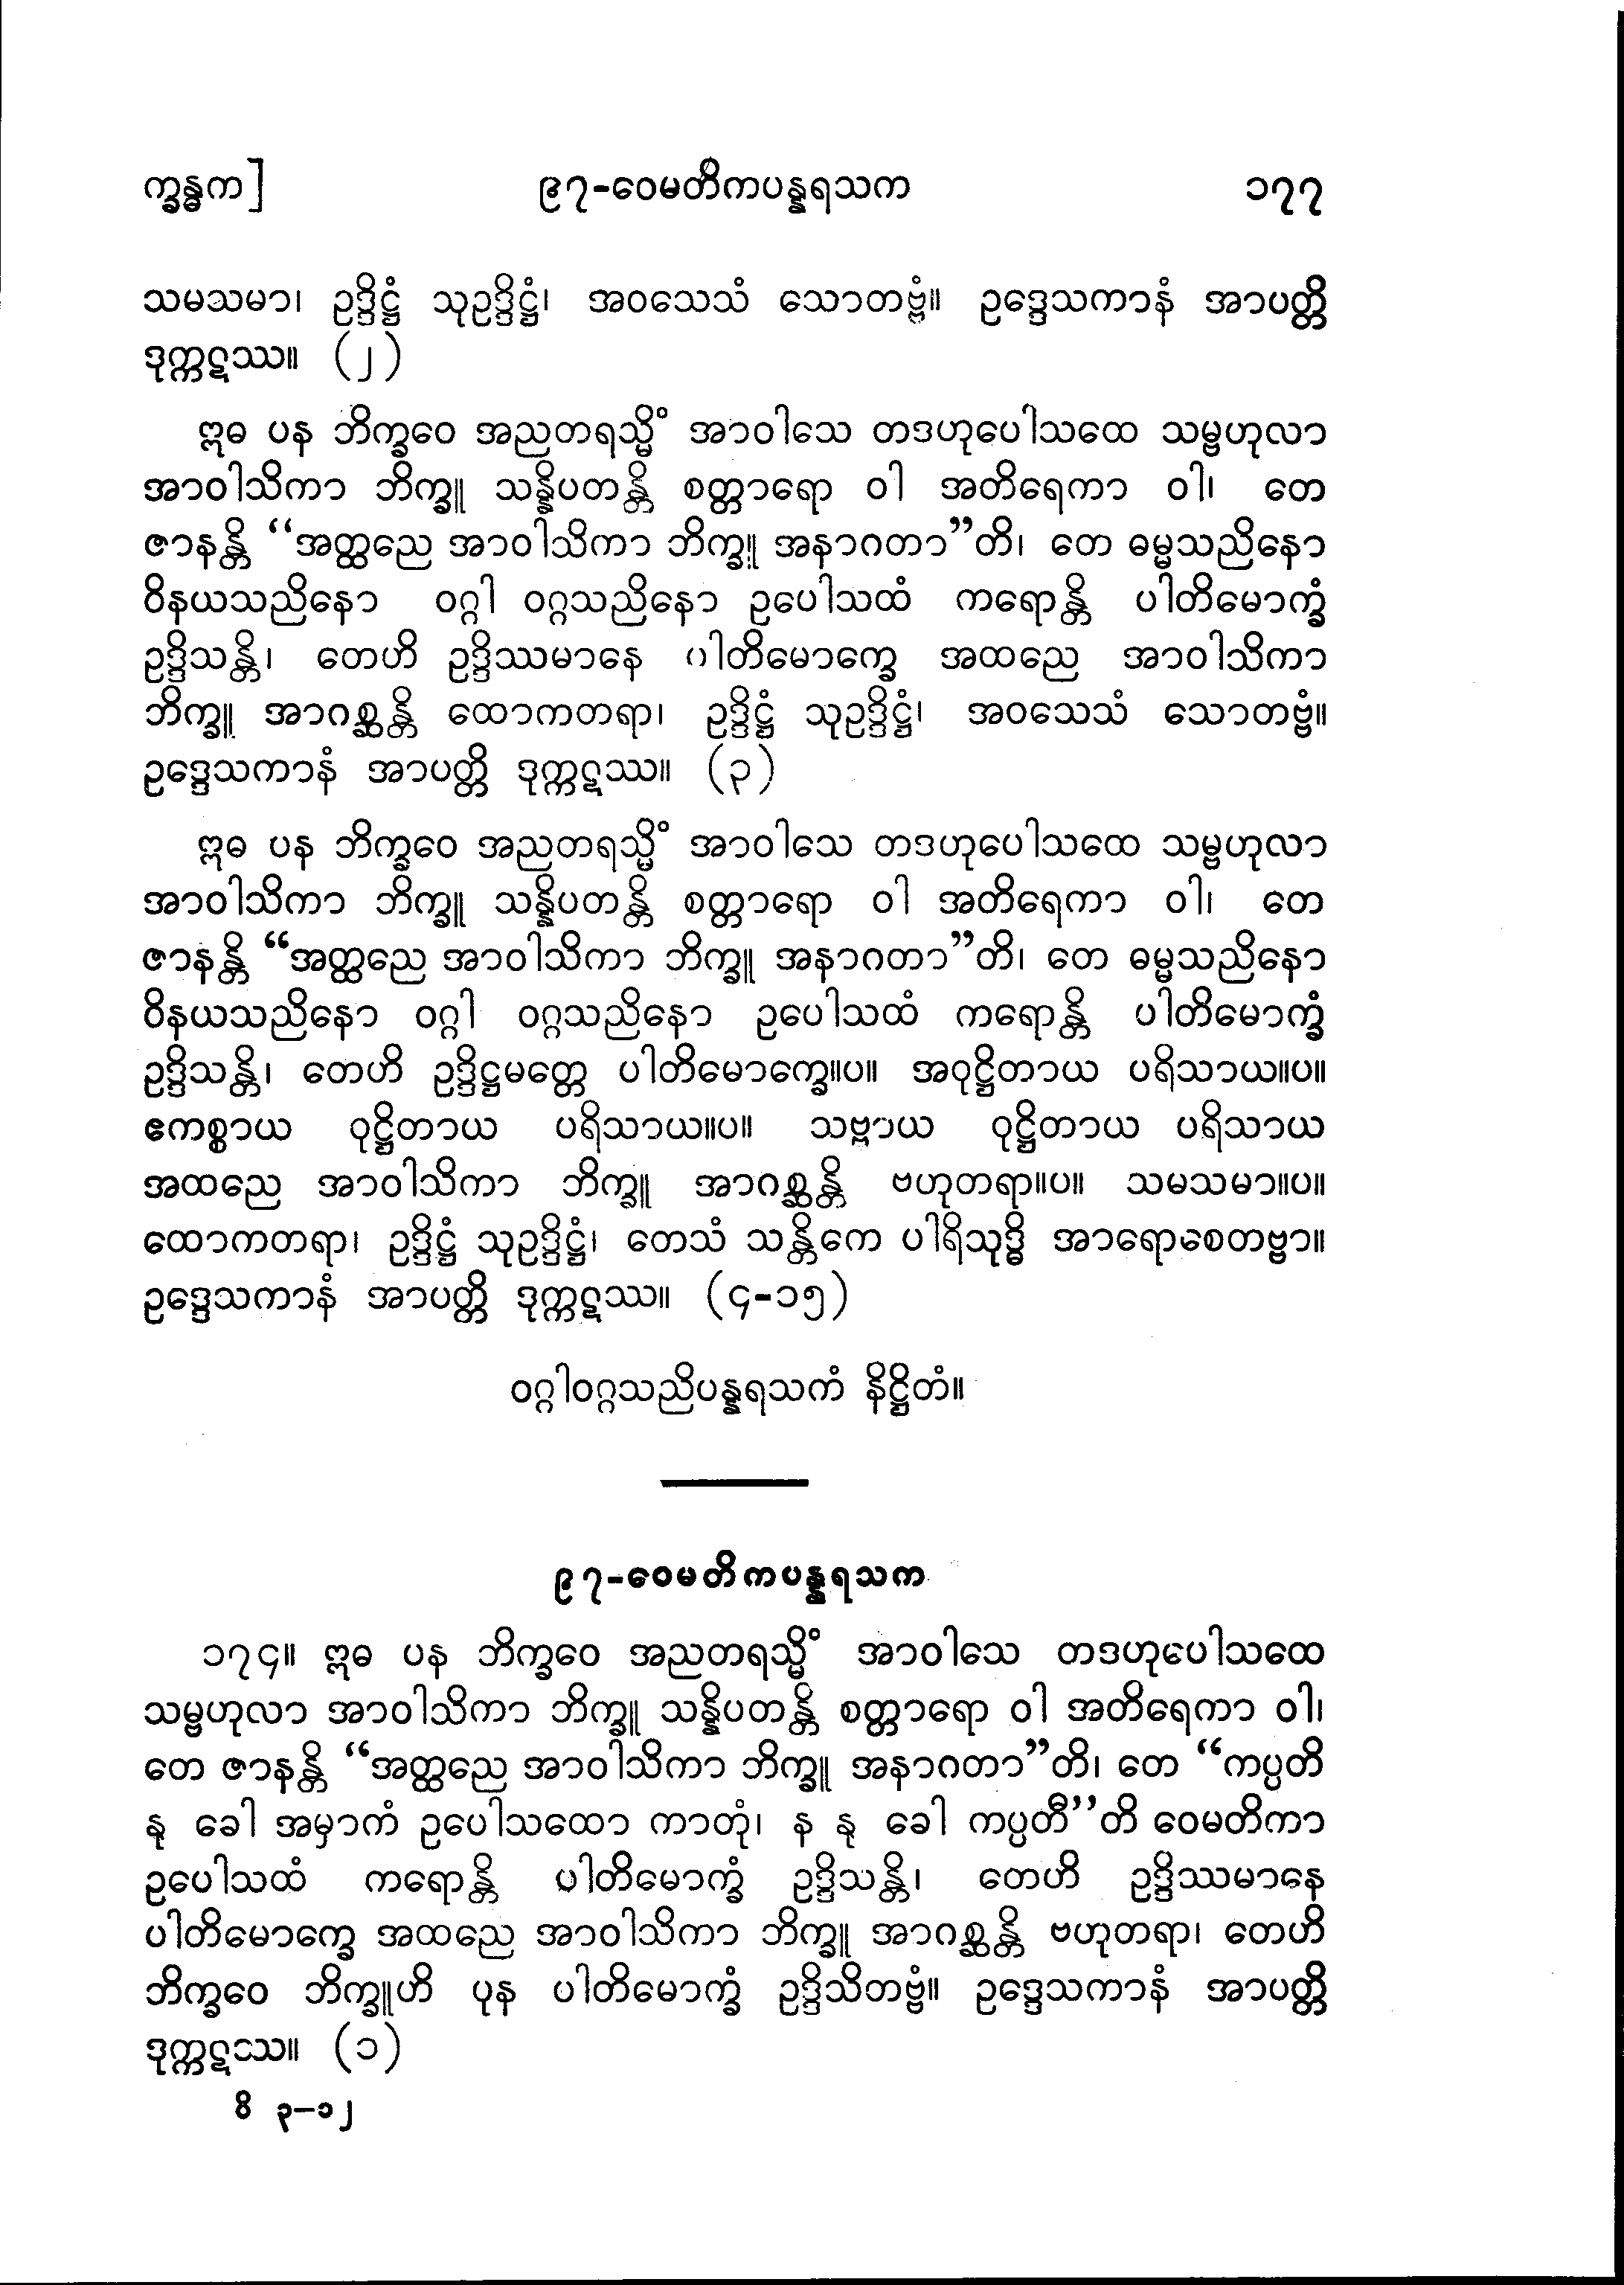 က္ခန္ဓက]
၉၇-ဝေမတိကပန္နရသက
၁၇၇
သမသမာ၊ ဥဒ္ဒိဋ္ဌံ သုဥဒ္ဒိဋ္ဌံ၊ အဝသေသံ သောတဗ္ဗံ။ ဥဒ္ဒေသကာနံ အာပတ္တိ
ဒုက္ကဋဿ။ (၂)
ဣဓ ပန ဘိက္ခဝေ အညတရသ္မိံ အာဝါသေ တဒဟုပေါသထေ သမ္ဗဟုလာ
အာဝါသိကာ ဘိက္ခူ သန္နိပတန္တိ စတ္တာရော ဝါ အတိရေကာ ဝါ၊ တေ
ဇာနန္တိ “အတ္ထညေ အာဝါသိကာ ဘိက္ခူ အနာဂတာ”တိ၊ တေ ဓမ္မသညိနော
ဝိနယသညိနော ဝဂ္ဂါ ဝဂ္ဂသညိနော ဥပေါသထံ ကရောန္တိ ပါတိမောက္ခံ
ဥဒ္ဒိသန္တိ၊ တေဟိ ဥဒ္ဒိဿမာနေ ပါတိမောက္ခေ အထညေ အာဝါသိကာ
ဘိက္ခူ အာဂစ္ဆန္တိ ထောကတရာ၊ ဥဒ္ဒိဋ္ဌံ သုဥဒ္ဒိဋ္ဌံ၊ အဝသေသံ သောတဗ္ဗံ။
ဥဒ္ဒေသကာနံ အာပတ္တိ ဒုက္ကဋဿ။ (၃)
ဣဓ ပန ဘိက္ခဝေ အညတရသ္မိံ အာဝါသေ တဒဟုပေါသထေ သမ္ဗဟုလာ
အာဝါသိကာ ဘိက္ခူ သန္နိပတန္တိ စတ္တာရော ဝါ အတိရေကာ ဝါ၊ တေ
ဇာနန္တိ “အတ္ထညေ အာဝါသိကာ ဘိက္ခူ အနာဂတာ”တိ၊ တေ ဓမ္မသညိနော
ဝိနယသညိနော ဝဂ္ဂါ ဝဂ္ဂသညိနော ဥပေါသထံ ကရောန္တိ ပါတိမောက္ခံ
ဥဒ္ဒိသန္တိ၊ တေဟိ ဥဒ္ဒိဋ္ဌမတ္တေ ပါတိမောက္ခေ။ပ။ အဝုဋ္ဌိတာယ ပရိသာယ။ပ။
ဧကစ္စာယ ဝုဋ္ဌိတာယ ပရိသာယ။ပ။ သဗ္ဗာယ ဝုဋ္ဌိတာယ ပရိသာယ
အထညေ အာဝါသိကာ ဘိက္ခူ အာဂစ္ဆန္တိ ဗဟုတရာ။ပ။ သမသမာ။ပ။
ထောကတရာ၊ ဥဒ္ဒိဋ္ဌံ သုဥဒ္ဒိဋ္ဌံ၊ တေသံ သန္တိကေ ပါရိသုဒ္ဓိ အာရောစေတဗ္ဗာ။
ဥဒ္ဒေသကာနံ အာပတ္တိ ဒုက္ကဋဿ။ (၄-၁၅)
ဝဂ္ဂါဝဂ္ဂသညိပန္နရသကံ နိဋ္ဌိတံ။
၉၇-ဝေမတိကပန္နရသက
၁၇၄။ ဣဓ ပန ဘိက္ခဝေ အညတရသ္မိံ အာဝါသေ တဒဟုပေါသထေ
သမ္ဗဟုလာ အာဝါသိကာ ဘိက္ခူ သန္နိပတန္တိ စတ္တာရော ဝါ အတိရေကာ ဝါ၊
တေ ဇာနန္တိ “အတ္ထညေ အာဝါသိကာ ဘိက္ခူ အနာဂတာ”တိ၊ တေ “ကပ္ပတိ
နု ခေါ အမှာကံ ဥပေါသထော ကာတုံ၊ န နု ခေါ ကပ္ပတီ”တိ ဝေမတိကာ
ဥပေါသထံ ကရောန္တိ ပါတိမောက္ခံ ဥဒ္ဒိသန္တိ၊ တေဟိ ဥဒ္ဒိဿမာနေ
ပါတိမောက္ခေ အထညေ အာဝါသိကာ ဘိက္ခူ အာဂစ္ဆန္တိ ဗဟုတရာ၊ တေဟိ
ဘိက္ခဝေ ဘိက္ခူဟိ ပုန ပါတိမောက္ခံ ဥဒ္ဒိသိတဗ္ဗံ။ ဥဒ္ဒေသကာနံ အာပတ္တိ
ဒုက္ကဋဿ။ (၁)
ဝိ ၃–၁၂